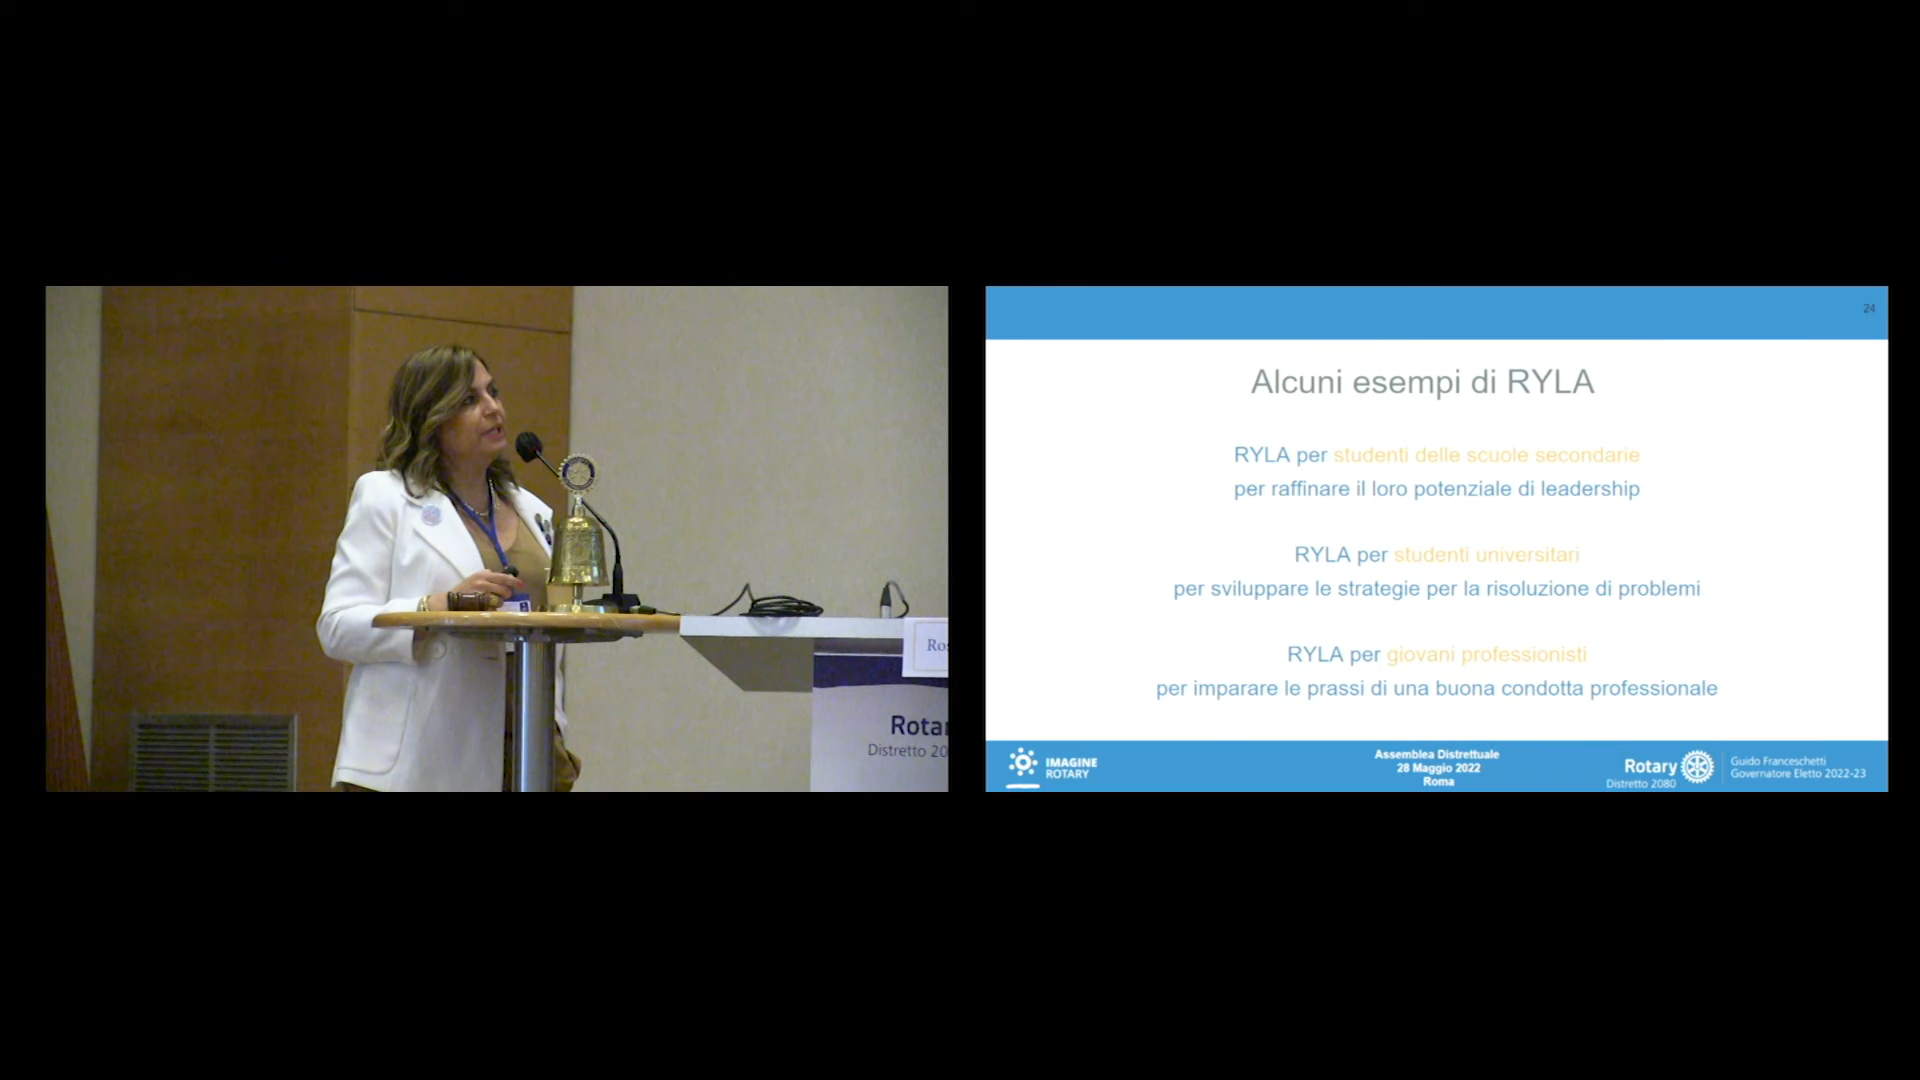 Ros
Rotar
Distretto 20
24
Alcuni esempi di RYLA
RYLA per studenti delle scuole secondarie
per raffinare il loro potenziale di leadership
RYLA per studenti universitari
per sviluppare le strategie per la risoluzione di problemi
RYLA per giovani professionisti
per imparare le prassi di una buona condotta professionale
IMAGINE
ROTARY
Assemblea Distrettuale
28 Maggio 2022
Roma
Rotary
Distretto 2080
Guido Franceschetti
Governatore Eletto 2022-23